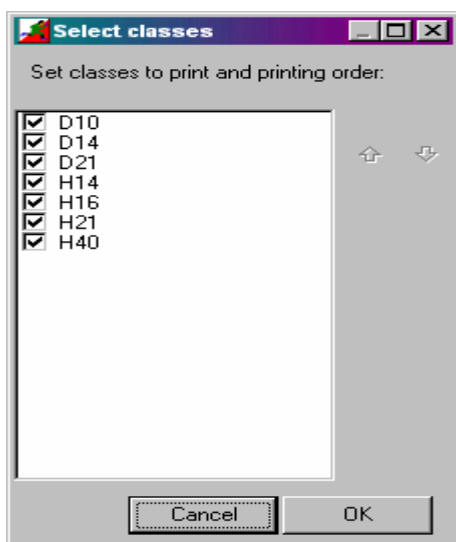 Select classes
Set classes to print and printing order:
D10
D14
D21
H14
H16
H21
H40
Cancel OK